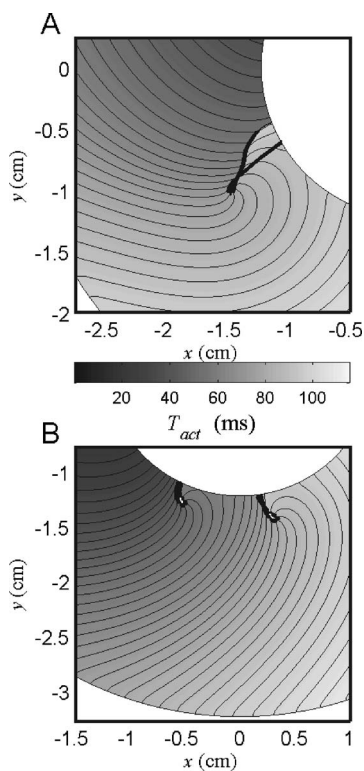 A
0
-0.5
-1
-1.5
-2
y (cm)
-2.5 -2 -1.5 -1 -0.5
x (cm)
20 40 60 80 100
T_act (ms)
B
-1
-1.5
-2
-2.5
-3
y (cm)
-1.5 -1 -0.5 0 0.5 1
x (cm)